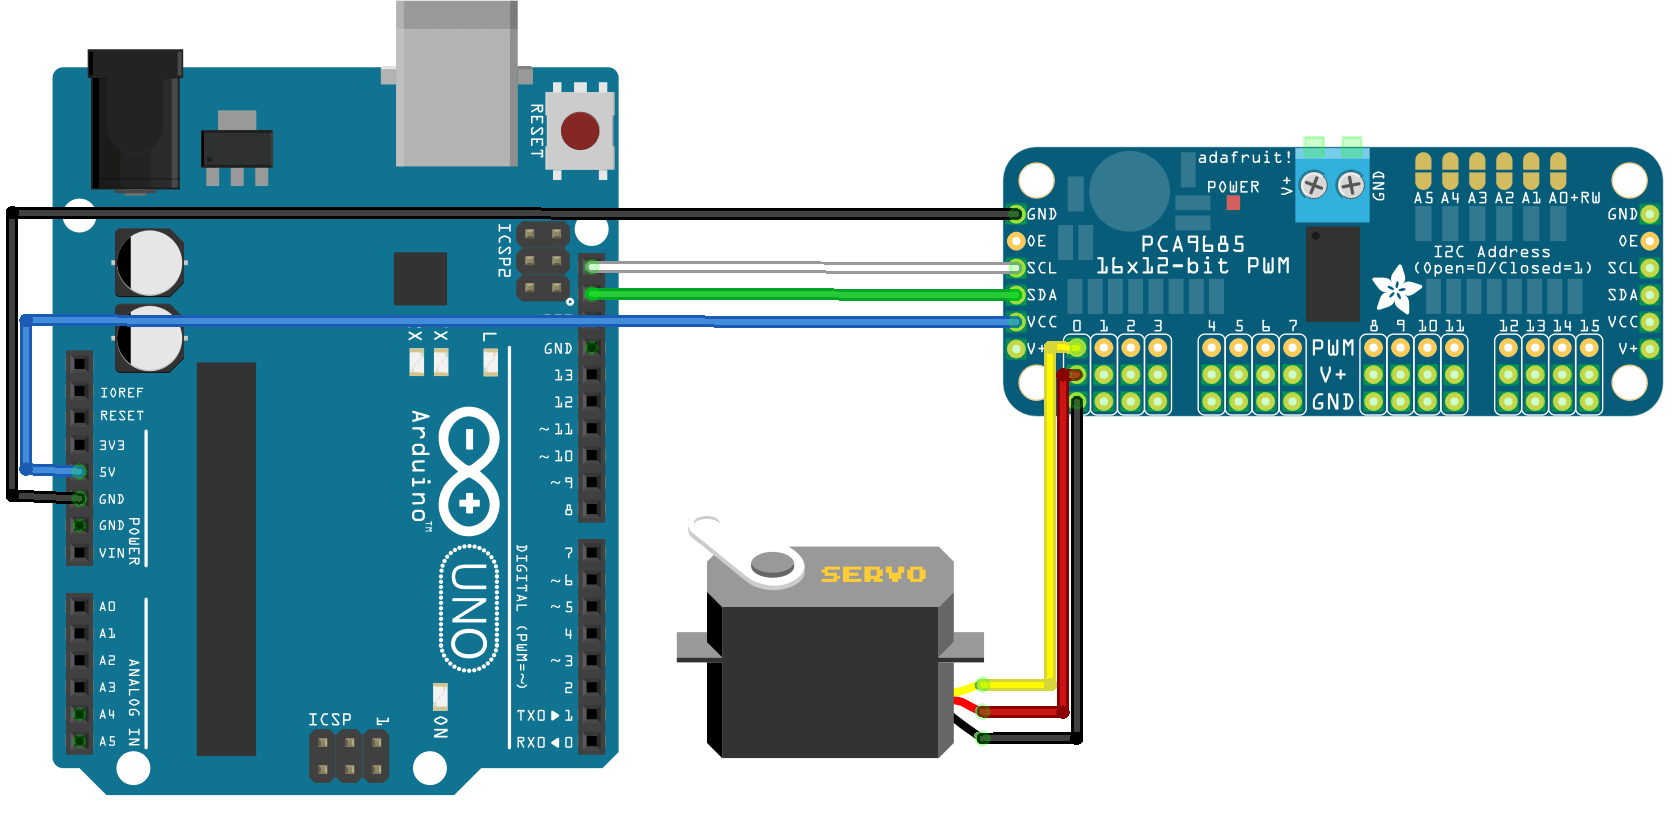 RESET
ICSP2
X X L
IOREF
RESET
3V3
5V
GND
GND
VIN
POWER
A0
A1
A2
A3
A4
A5
ANALOG IN
Arduino™
UNO
GND
13
12
~11
~10
~9
8
7
~6
~5
4
~3
2
TX0▶1
RX0◀0
DIGITAL (PWM=~)
ICSP 1
ON
SERVO
adafruit!
POWER
V+
GND
A5 A4 A3 A2 A1 A0+RW
GND
OE
SCL
SDA
VCC
V+
PCA9685
16x12-bit PWM
I2C Address
(Open=0/Closed=1)
GND
OE
SCL
SDA
VCC
V+
0 1 2 3 4 5 6 7 8 9 10 11 12 13 14 15
PWM
V+
GND